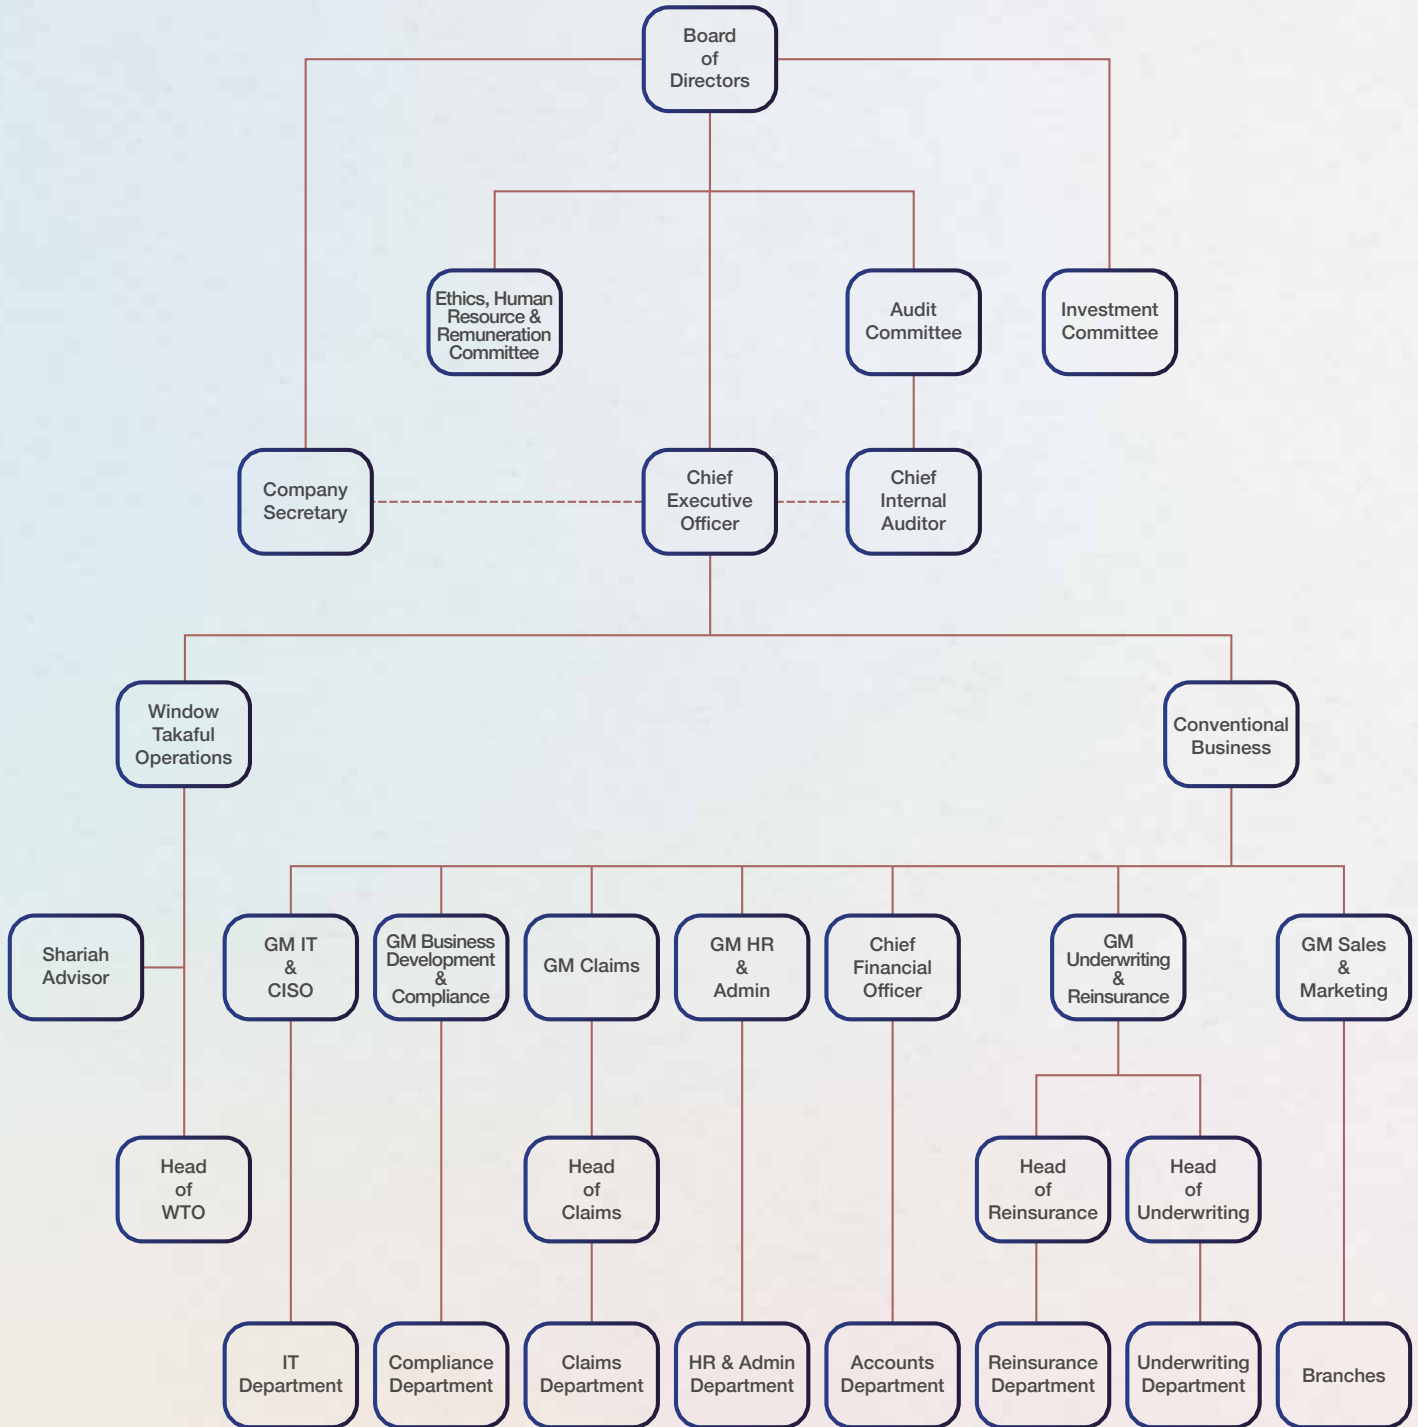 Board
of
Directors
Ethics, Human
Resource &
Remuneration
Committee
Audit
Committee
Investment
Committee
Company
Secretary
Chief
Executive
Officer
Chief
Internal
Auditor
Window
Takaful
Operations
Conventional
Business
Shariah
Advisor
GM IT
&
CISO
GM Business
Development
&
Compliance
GM Claims
GM HR
&
Admin
Chief
Financial
Officer
GM
Underwriting
&
Reinsurance
GM Sales
&
Marketing
Head
of
WTO
Head
of
Claims
Head
of
Reinsurance
Head
of
Underwriting
IT
Department
Compliance
Department
Claims
Department
HR & Admin
Department
Accounts
Department
Reinsurance
Department
Underwriting
Department
Branches